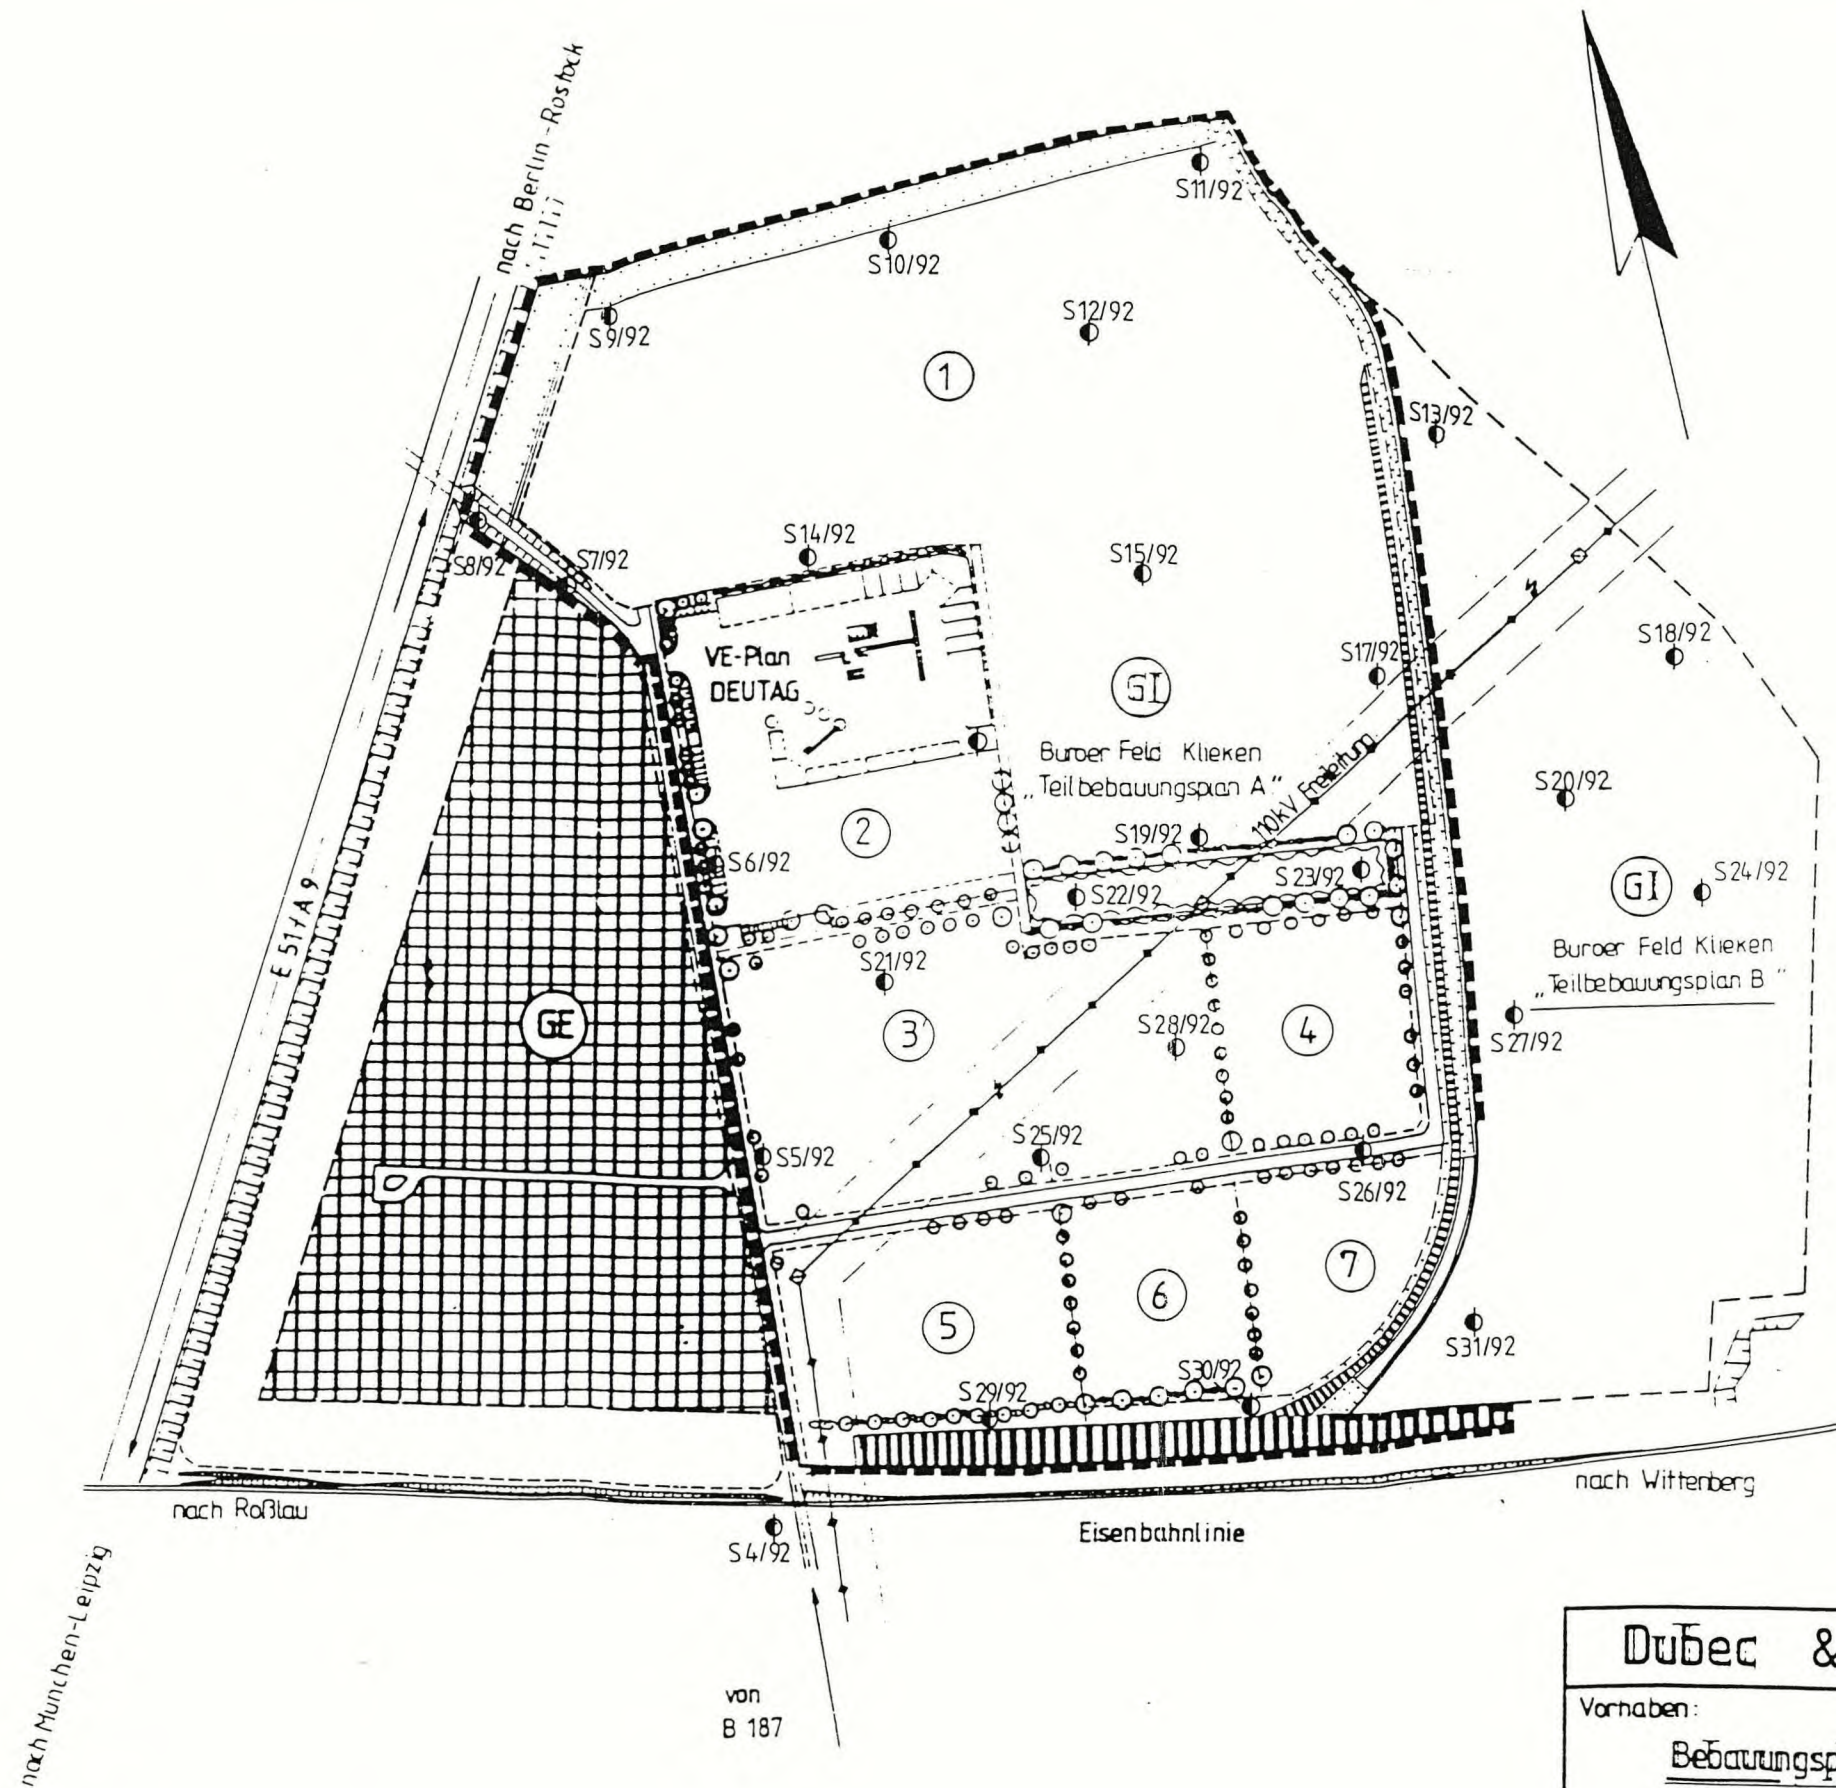 nach Berlin-Rostock
S11/92
S10/92
S9/92
S12/92
1
S13/92
S14/92
S15/92
S8/92
S7/92
S17/92
S18/92
VE-Plan
DEUTAG
GI
Buroer Feld Klieken
„Teilbebauungsplan A"
110kV Freileitung
S20/92
2
S19/92
S6/92
S22/92
S23/92
GI
S24/92
E 51/A9
Buroer Feld Klieken
„Teilbebauungsplan B"
S21/92
GE
3
S28/92
4
S27/92
S5/92
S25/92
S26/92
5
6
7
S31/92
S29/92
S30/92
nach Roßlau
nach Wittenberg
S4/92
Eisenbahnlinie
nach München-Leipzig
von
B 187
Dubec &
Vorhaben:
Bebauungsp